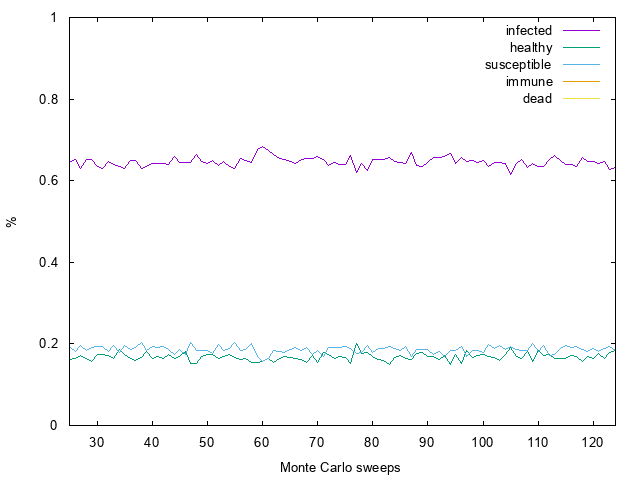 1
0.8
0.6
0.4
0.2
0
%
30 40 50 60 70 80 90 100 110 120
Monte Carlo sweeps
infected
healthy
susceptible
immune
dead